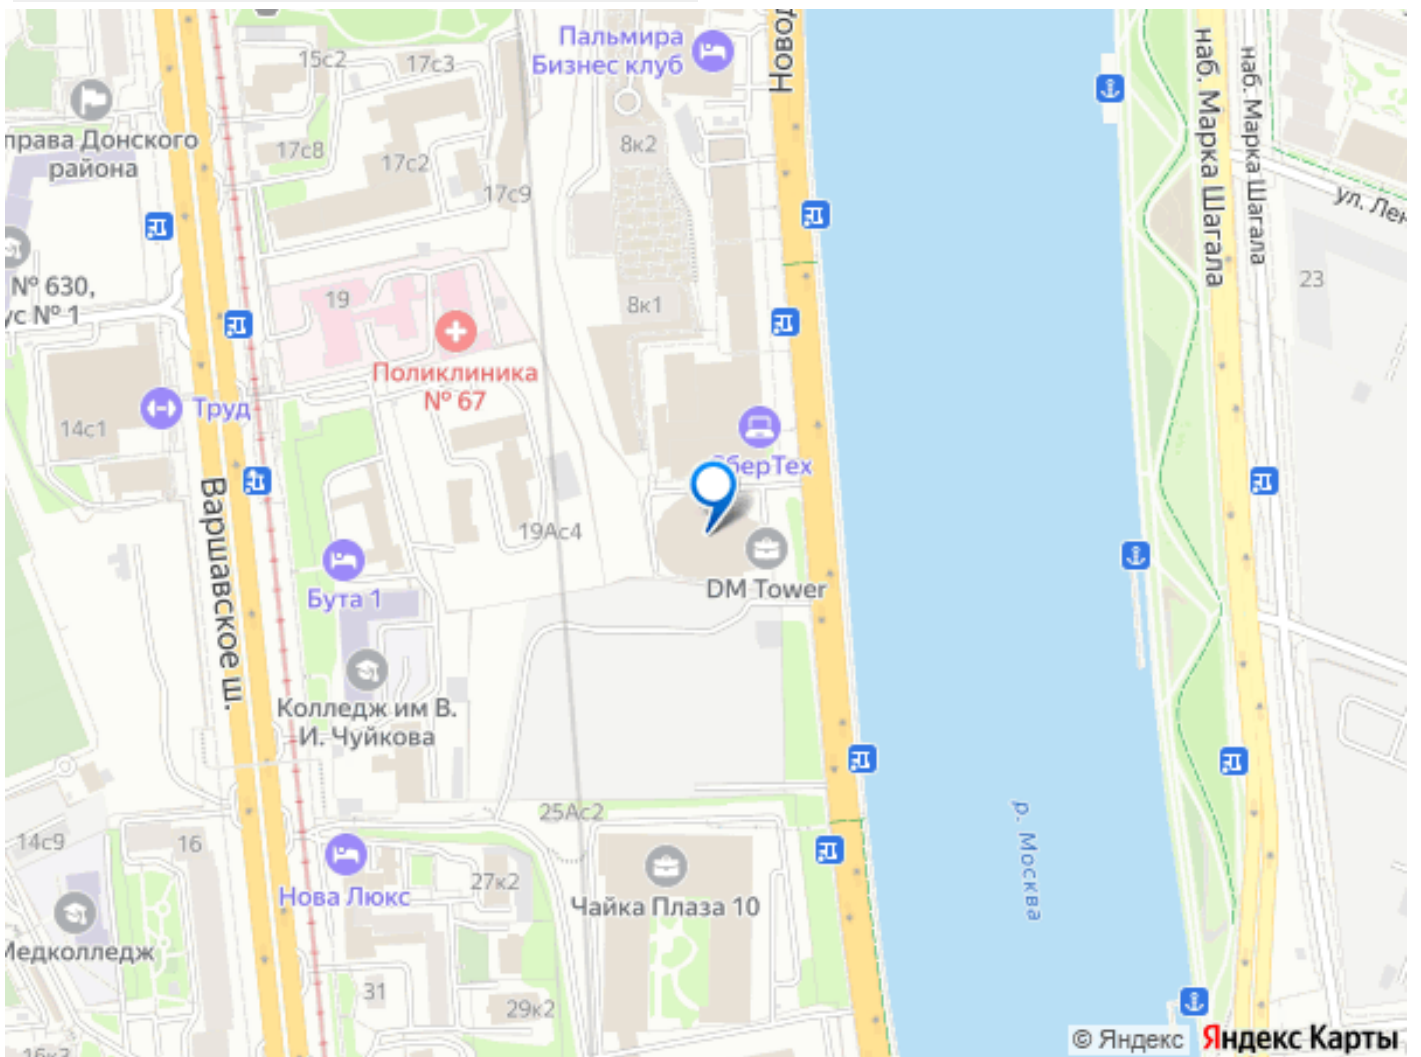 Пальмира
Бизнес клуб
15с2
17с3
права Донского
района
17с8
17с2
17с9
8к2
наб. Марка Шагала
наб. Марка Шагала
ул. Лен
23
№ 630,
ус № 1
19
8к1
Поликлиника
№ 67
Труд
14с1
берТех
Варшавское ш.
19Ас4
DM Tower
Бута 1
Колледж им В.
И. Чуйкова
25Ас2
14с9
16
27к2
Нова Люкс
Чайка Плаза 10
р. Москва
Медколледж
31
29к2
© Яндекс
Яндекс Карты